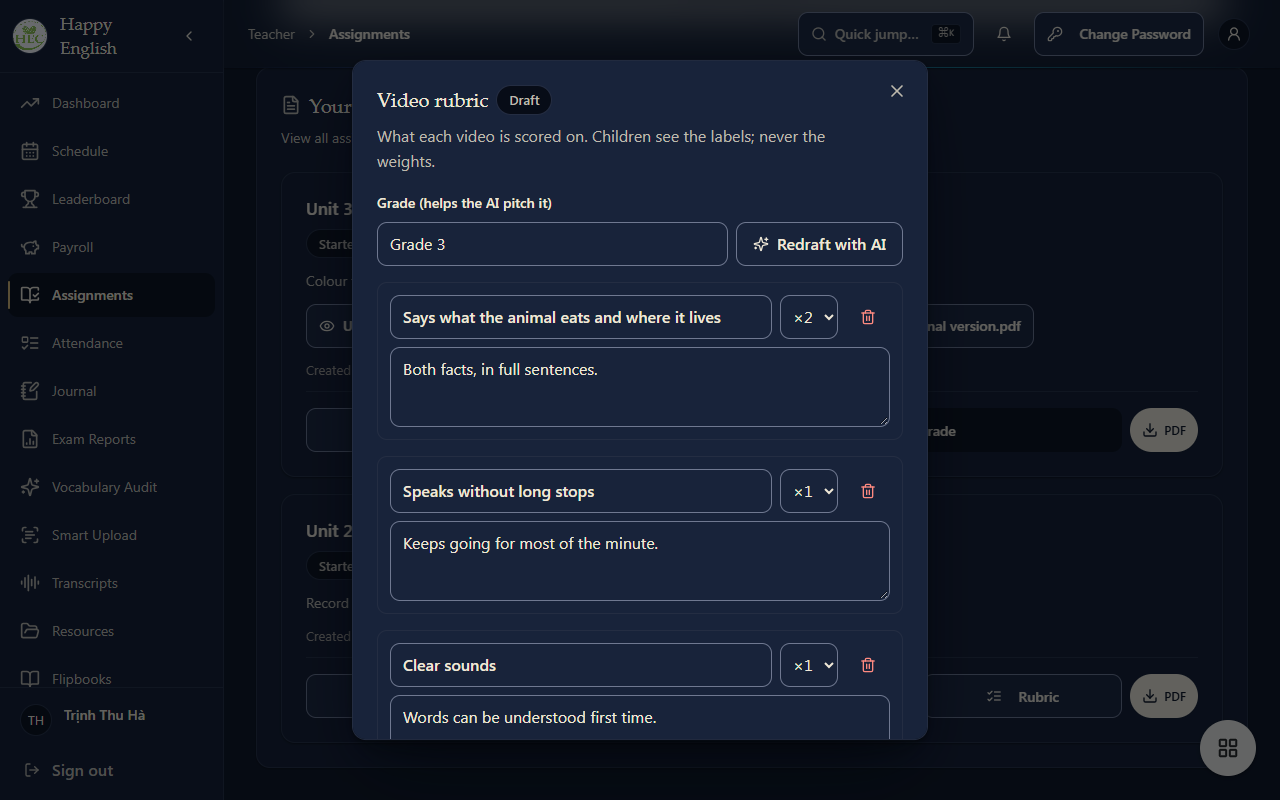 Happy
English
HEC
Dashboard
Schedule
Leaderboard
Payroll
Assignments
Attendance
Journal
Exam Reports
Vocabulary Audit
Smart Upload
Transcripts
Resources
Flipbooks
TH
Trịnh Thu Hà
Sign out
Teacher > Assignments
Quick jump... ⌘K
Change Password
Your
View all ass
Unit 3
Starte
Colour
U
nal version.pdf
Created
rade
PDF
Unit 2
Starte
Record
Created
Rubric
PDF
Video rubric
Draft
What each video is scored on. Children see the labels; never the
weights.
Grade (helps the AI pitch it)
Grade 3
Redraft with AI
Says what the animal eats and where it lives
×2
Both facts, in full sentences.
Speaks without long stops
×1
Keeps going for most of the minute.
Clear sounds
×1
Words can be understood first time.